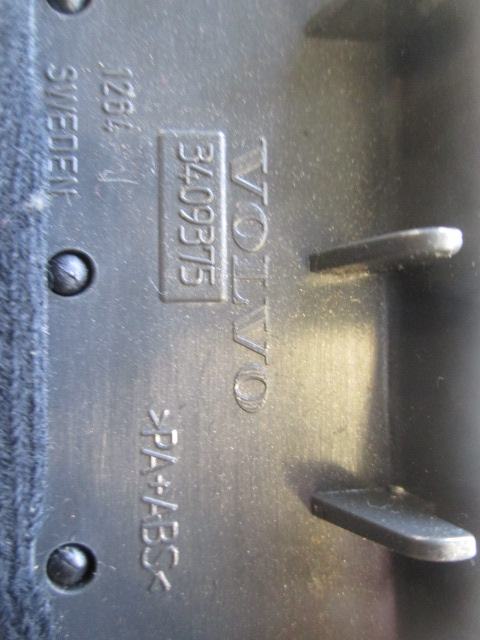 VOLVO
3409375
1264
SWEDEN
>PA+ABS<